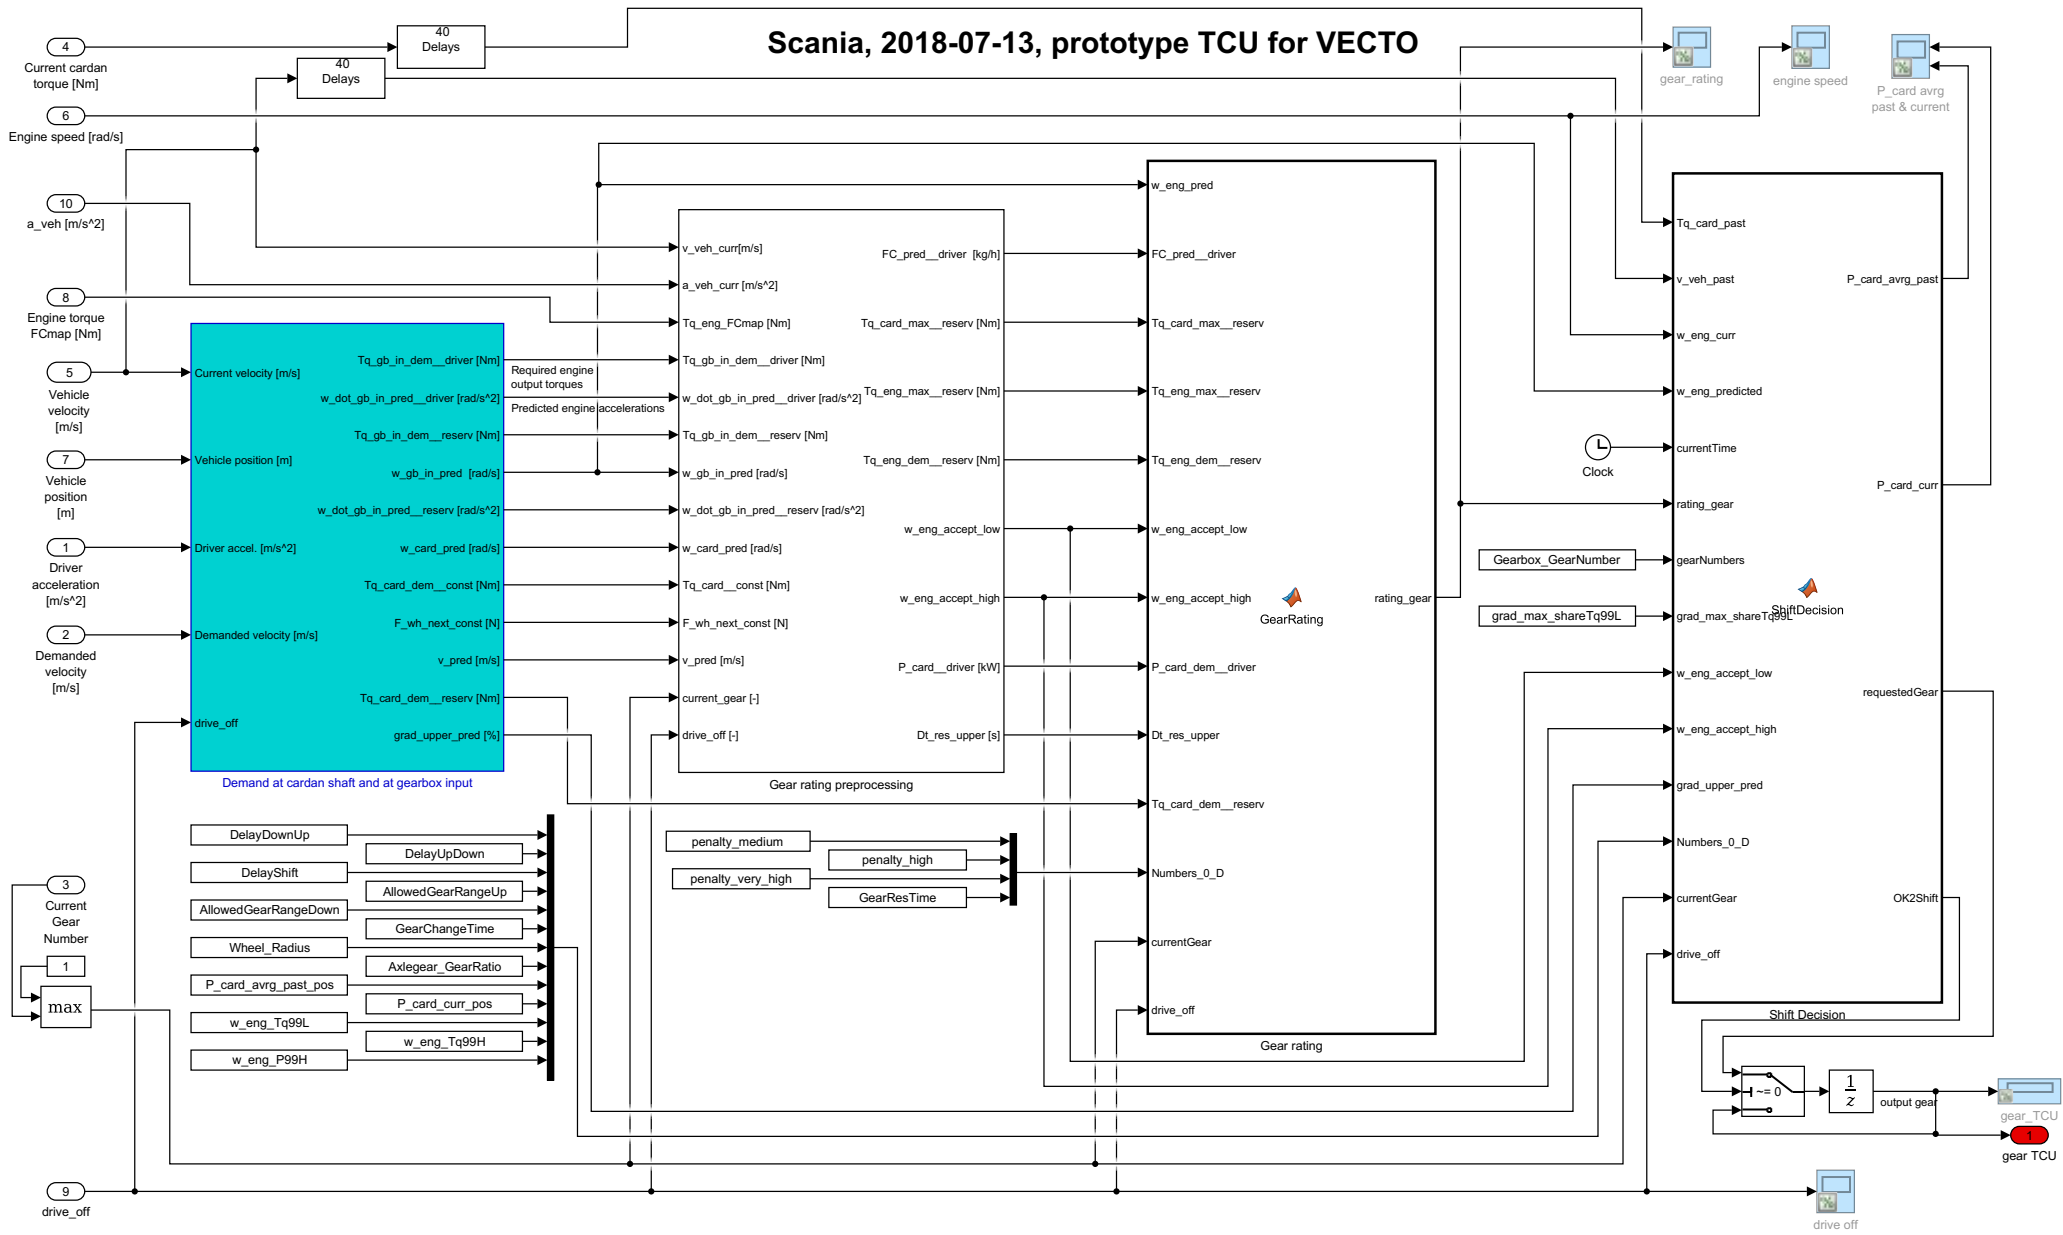 Scania, 2018-07-13, prototype TCU for VECTO
4
Current cardan
torque [Nm]
40
Delays
40
Delays
6
Engine speed [rad/s]
10
a_veh [m/s^2]
8
Engine torque
FCmap [Nm]
5
Vehicle
velocity
[m/s]
7
Vehicle
position
[m]
1
Driver
acceleration
[m/s^2]
2
Demanded
velocity
[m/s]
3
Current
Gear
Number
1
max
9
drive_off
Current velocity [m/s]
Vehicle position [m]
Driver accel. [m/s^2]
Demanded velocity [m/s]
drive_off
Tq_gb_in_dem__driver [Nm]
w_dot_gb_in_pred__driver [rad/s^2]
Tq_gb_in_dem__reserv [Nm]
w_gb_in_pred  [rad/s]
w_dot_gb_in_pred__reserv [rad/s^2]
w_card_pred [rad/s]
Tq_card_dem__const [Nm]
F_wh_next_const [N]
v_pred [m/s]
Tq_card_dem__reserv [Nm]
grad_upper_pred [%]
Demand at cardan shaft and at gearbox input
Required engine
output torques
Predicted engine accelerations
DelayDownUp
DelayUpDown
DelayShift
AllowedGearRangeUp
AllowedGearRangeDown
GearChangeTime
Wheel_Radius
Axlegear_GearRatio
P_card_avrg_past_pos
P_card_curr_pos
w_eng_Tq99L
w_eng_Tq99H
w_eng_P99H
v_veh_curr[m/s]
a_veh_curr [m/s^2]
Tq_eng_FCmap [Nm]
Tq_gb_in_dem__driver [Nm]
w_dot_gb_in_pred__driver [rad/s^2]
Tq_gb_in_dem__reserv [Nm]
w_gb_in_pred [rad/s]
w_dot_gb_in_pred__reserv [rad/s^2]
w_card_pred [rad/s]
Tq_card__const [Nm]
F_wh_next_const [N]
v_pred [m/s]
current_gear [-]
drive_off [-]
FC_pred__driver  [kg/h]
Tq_card_max__reserv [Nm]
Tq_eng_max__reserv [Nm]
Tq_eng_dem__reserv [Nm]
w_eng_accept_low
w_eng_accept_high
P_card__driver [kW]
Dt_res_upper [s]
Gear rating preprocessing
penalty_medium
penalty_high
penalty_very_high
GearResTime
w_eng_pred
FC_pred__driver
Tq_card_max__reserv
Tq_eng_max__reserv
Tq_eng_dem__reserv
w_eng_accept_low
w_eng_accept_high
P_card_dem__driver
Dt_res_upper
Tq_card_dem__reserv
Numbers_0_D
currentGear
drive_off
GearRating
rating_gear
Gear rating
gear_rating
engine speed
P_card avrg
past & current
Clock
Gearbox_GearNumber
grad_max_shareTq99L
Tq_card_past
v_veh_past
w_eng_curr
w_eng_predicted
currentTime
rating_gear
gearNumbers
grad_max_shareTq99L
w_eng_accept_low
w_eng_accept_high
grad_upper_pred
Numbers_0_D
currentGear
drive_off
ShiftDecision
P_card_avrg_past
P_card_curr
requestedGear
OK2Shift
Shift Decision
~= 0
1
z
output gear
gear_TCU
1
gear TCU
drive off